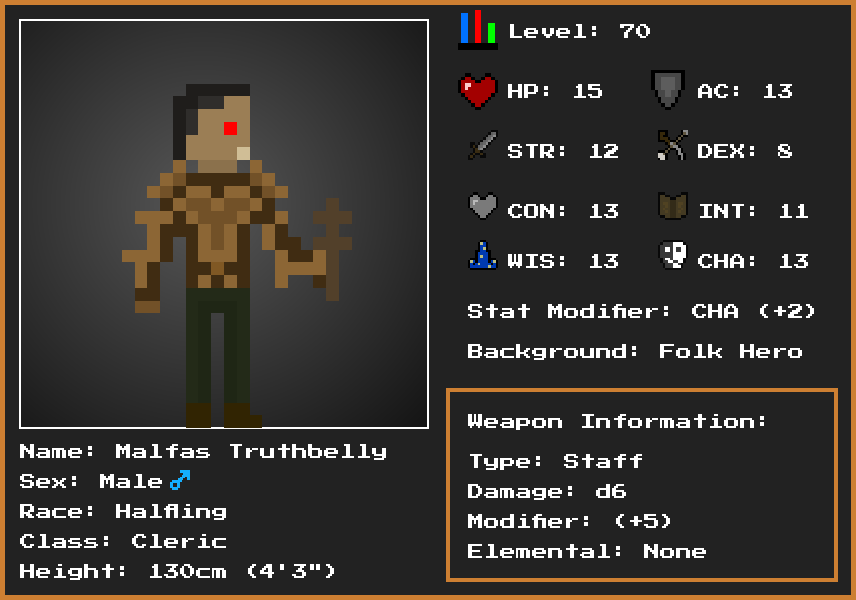 Level: 70
HP: 15
AC: 13
STR: 12
DEX: 8
CON: 13
INT: 11
WIS: 13
CHA: 13
Stat Modifier: CHA (+2)
Background: Folk Hero
Weapon Information:
Type: Staff
Damage: d6
Modifier: (+5)
Elemental: None
Name: Malfas Truthbelly
Sex: Male♂
Race: Halfling
Class: Cleric
Height: 130cm (4'3")